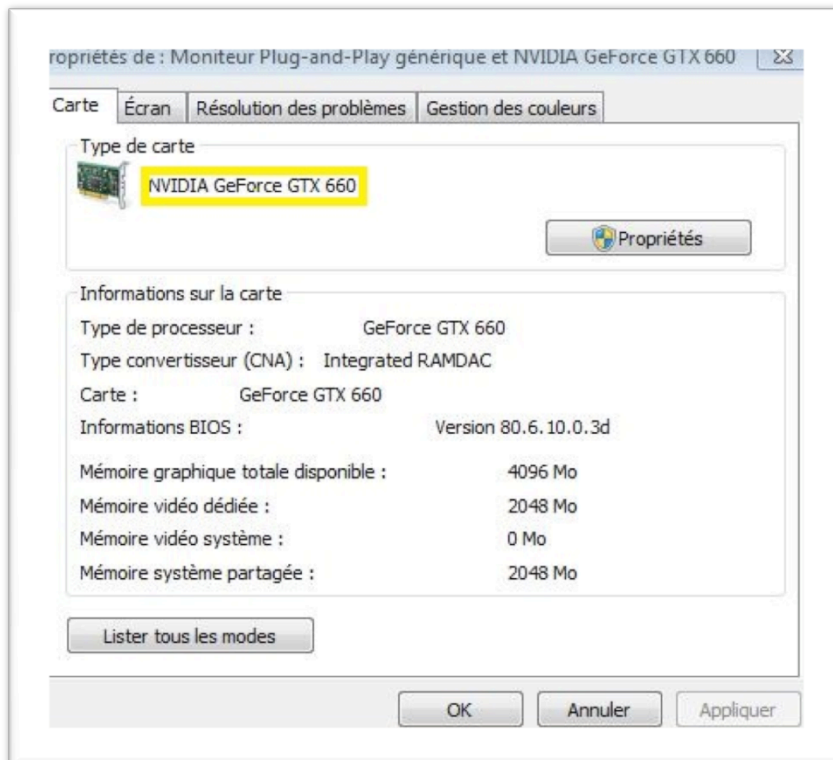 ropriétés de : Moniteur Plug-and-Play générique et NVIDIA GeForce GTX 660
Carte Écran Résolution des problèmes Gestion des couleurs
Type de carte
NVIDIA GeForce GTX 660
Propriétés
Informations sur la carte
Type de processeur : GeForce GTX 660
Type convertisseur (CNA) : Integrated RAMDAC
Carte : GeForce GTX 660
Informations BIOS : Version 80.6.10.0.3d
Mémoire graphique totale disponible : 4096 Mo
Mémoire vidéo dédiée : 2048 Mo
Mémoire vidéo système : 0 Mo
Mémoire système partagée : 2048 Mo
Lister tous les modes
OK Annuler Appliquer